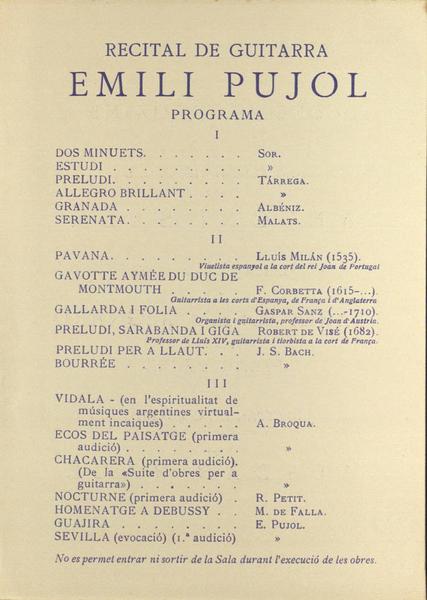 RECITAL DE GUITARRA
EMILI PUJOL
PROGRAMA
I
DOS MINUETS. . . . . . . SOR.
ESTUDI . . . . . . . . »
PRELUDI. . . . . . . . TÁRREGA.
ALLEGRO BRILLANT . . . . »
GRANADA . . . . . . . ALBÉNIZ.
SERENATA. . . . . . . MALATS.
II
PAVANA. . . . . . . . LLUÍS MILÁN (1535).
Viuelista espanyol a la cort del rei Joan de Portugal
GAVOTTE AYMÉE DU DUC DE
MONTMOUTH . . . . . F. CORBETTA (1615-...).
Guitarrista a les corts d'Espanya, de França i d'Anglaterra
GALLARDA I FOLIA . . . . GASPAR SANZ (...-1710).
Organista i guitarrista, professor de Joan d'Austria.
PRELUDI, SARABANDA I GIGA ROBERT DE VISÉ (1682).
Professor de Lluís XIV, guitarrista i tiorbista a la cort de França.
PRELUDI PER A LLAUT. . . J. S. BACH.
BOURRÉE . . . . . . . »
III
VIDALA - (en l'espiritualitat de
músiques argentines virtual-
ment incaiques) . . . . . A. BROQUA.
ECOS DEL PAISATGE (primera
audició) . . . . . . . »
CHACARERA (primera audició).
(De la «Suite d'obres per a
guitarra») . . . . . . »
NOCTURNE (primera audició) . R. PETIT.
HOMENATGE A DEBUSSY . . M. DE FALLA.
GUAJIRA . . . . . . . E. PUJOL.
SEVILLA (evocació) (1.ª audició) »
No es permet entrar ni sortir de la Sala durant l'execució de les obres.